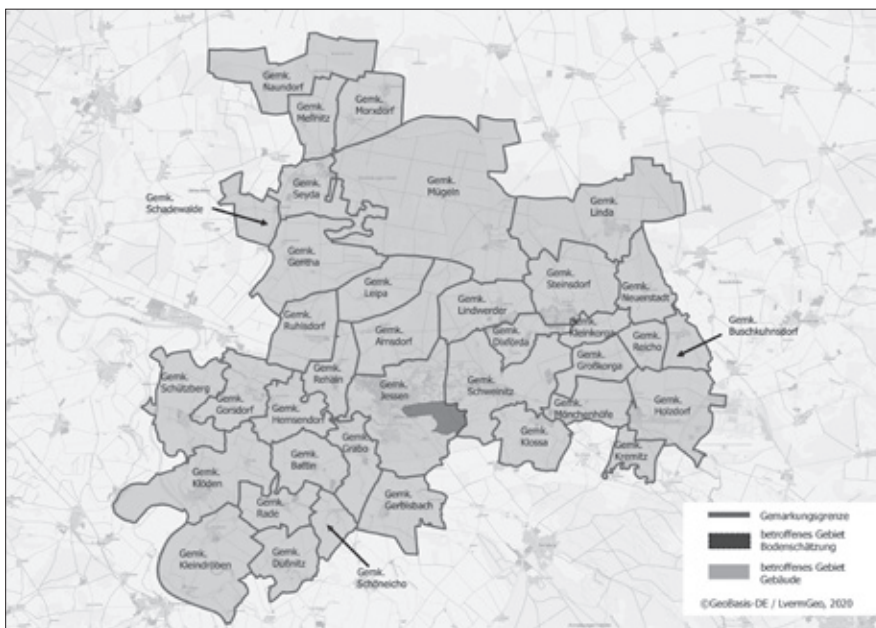 Gemk.
Naundorf
Gemk.
Mellnitz
Gemk.
Morxdorf
Gemk.
Seyda
Gemk.
Mügeln
Gemk.
Schadewalde
Gemk.
Linda
Gemk.
Gentha
Gemk.
Leipa
Gemk.
Steinsdorf
Gemk.
Neuerstadt
Gemk.
Lindwerder
Gemk.
Ruhlsdorf
Gemk.
Arnsdorf
Gemk.
Dixförda
Gemk.
Kleinkorga
Gemk.
Reicho
Gemk.
Buschkuhnsdorf
Gemk.
Großkorga
Gemk.
Schützberg
Gemk.
Gorsdorf
Gemk.
Hemsendorf
Gemk.
Rehain
Gemk.
Jessen
Gemk.
Schweinitz
Gemk.
Mönchenhöfe
Gemk.
Holzdorf
Gemk.
Klossa
Gemk.
Kremitz
Gemk.
Klöden
Gemk.
Battin
Gemk.
Grabo
Gemk.
Rade
Gemk.
Gerbisbach
Gemk.
Kleindröben
Gemk.
Düßnitz
Gemk.
Schöneicho
Gemarkungsgrenze
betroffenes Gebiet
Bodenschätzung
betroffenes Gebiet
Gebäude
©GeoBasis-DE / LvermGeo, 2020